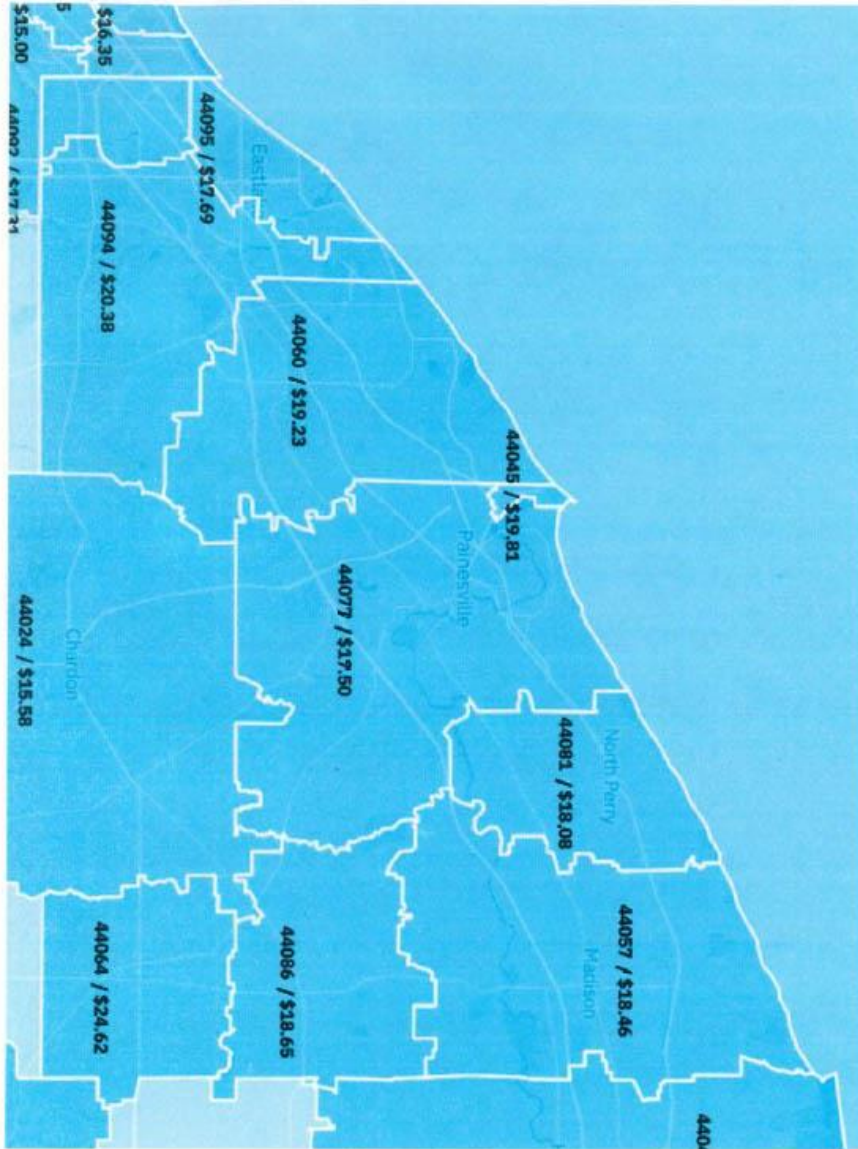 $15.00
5
$16.35
44095 / $17.69
44094 / $20.38
44060 / $19.23
44045 / $19.81
Painesville
44077 / $17.50
Chardon
44024 / $15.58
North Perry
44081 / $18.08
44057 / $18.46
Madison
44086 / $18.65
44064 / $24.62